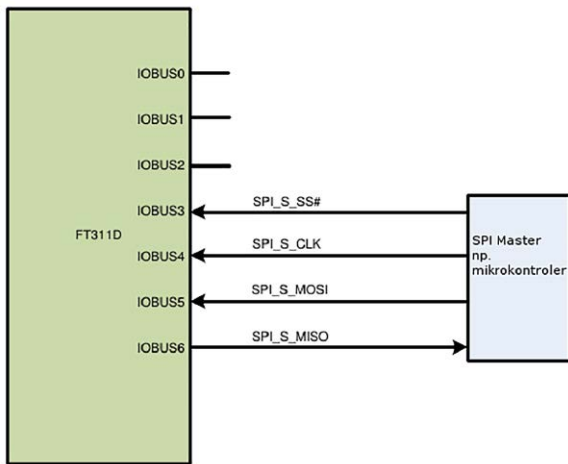 IOBUS0
IOBUS1
IOBUS2
IOBUS3
SPI_S_SS#
FT311D
IOBUS4
SPI_S_CLK
IOBUS5
SPI_S_MOSI
IOBUS6
SPI_S_MISO
SPI Master
np.
mikrokontroler